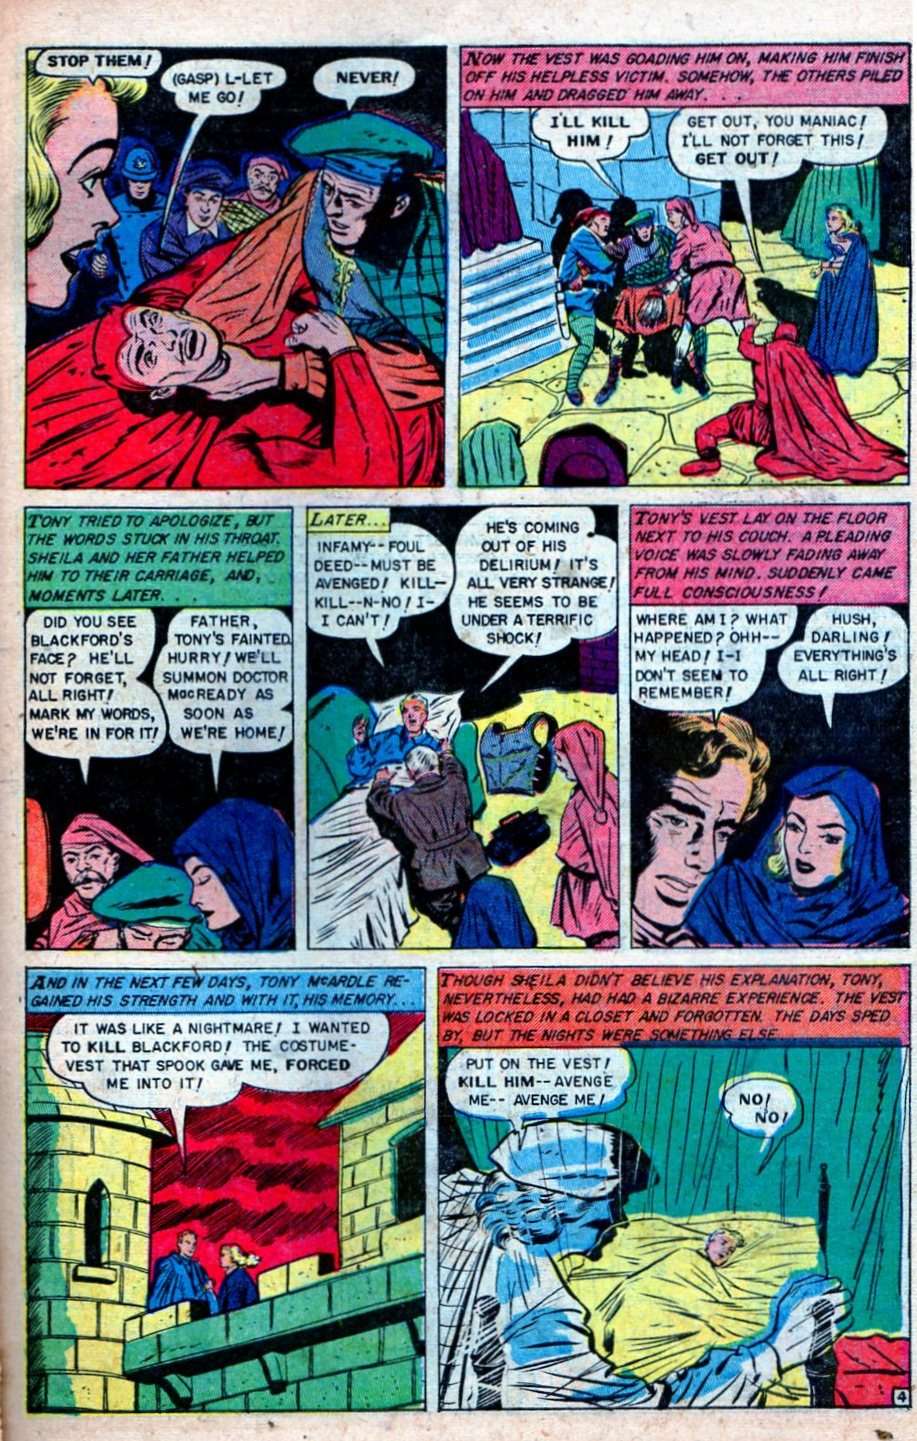 STOP THEM!
(GASP) L-LET
ME GO!
NEVER!
NOW THE VEST WAS GOADING HIM ON, MAKING HIM FINISH
OFF HIS HELPLESS VICTIM. SOMEHOW, THE OTHERS PILED
ON HIM AND DRAGGED HIM AWAY. . .
I'LL KILL
HIM!
GET OUT, YOU MANIAC!
I'LL NOT FORGET THIS!
GET OUT!
TONY TRIED TO APOLOGIZE, BUT
THE WORDS STUCK IN HIS THROAT.
SHEILA AND HER FATHER HELPED
HIM TO THEIR CARRIAGE, AND,
MOMENTS LATER. . .
DID YOU SEE
BLACKFORD'S
FACE? HE'LL
NOT FORGET,
ALL RIGHT!
MARK MY WORDS,
WE'RE IN FOR IT!
FATHER,
TONY'S FAINTED,
HURRY! WE'LL
SUMMON DOCTOR
MacCREADY AS
SOON AS
WE'RE HOME!
LATER...
INFAMY-- FOUL
DEED-- MUST BE
AVENGED! KILL--
KILL--N-NO! I-
I CAN'T!
HE'S COMING
OUT OF HIS
DELIRIUM! IT'S
ALL VERY STRANGE!
HE SEEMS TO BE
UNDER A TERRIFIC
SHOCK!
TONY'S VEST LAY ON THE FLOOR
NEXT TO HIS COUCH. A PLEADING
VOICE WAS SLOWLY FADING AWAY
FROM HIS MIND. SUDDENLY CAME
FULL CONSCIOUSNESS!
WHERE AM I? WHAT
HAPPENED? OHH--
MY HEAD! I-I
DON'T SEEM TO
REMEMBER!
HUSH,
DARLING!
EVERYTHING'S
ALL RIGHT!
AND IN THE NEXT FEW DAYS, TONY McARDLE RE-
GAINED HIS STRENGTH AND WITH IT, HIS MEMORY...
IT WAS LIKE A NIGHTMARE! I WANTED
TO KILL BLACKFORD! THE COSTUME-
VEST THAT SPOOK GAVE ME, FORCED
ME INTO IT!
THOUGH SHEILA DIDN'T BELIEVE HIS EXPLANATION, TONY,
NEVERTHELESS, HAD HAD A BIZARRE EXPERIENCE. THE VEST
WAS LOCKED IN A CLOSET AND FORGOTTEN. THE DAYS SPED
BY, BUT THE NIGHTS WERE SOMETHING ELSE...
PUT ON THE VEST!
KILL HIM-- AVENGE
ME-- AVENGE ME!
NO!
NO!
4